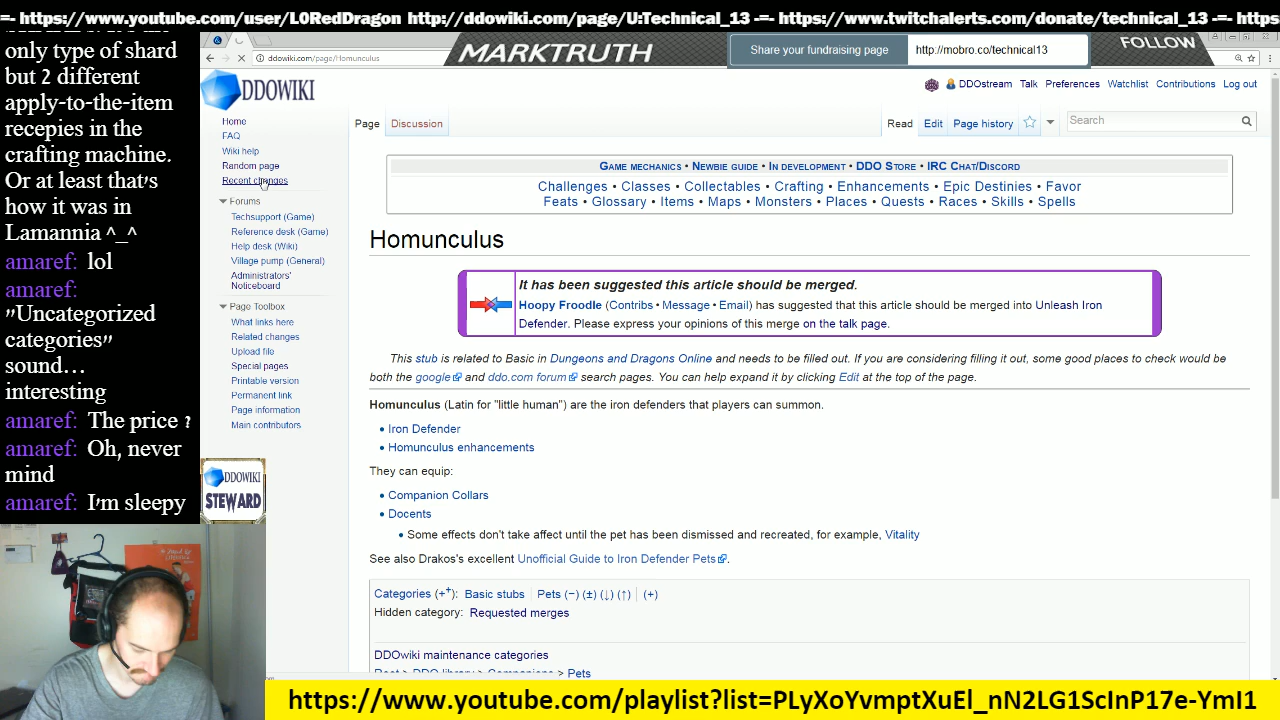 =- https://www.youtube.com/user/L0RedDragon http://ddowiki.com/page/U:Technical_13 -=- https://www.twitchalerts.com/donate/technical_13 -=- https
only type of shard
but 2 different
apply-to-the-item
recepies in the
crafting machine.
Or at least that's
how it was in
Lamannia ^_^
amaref: lol
amaref:
"Uncategorized
categories"
sound...
interesting
amaref: The price ?
amaref: Oh, never
mind
amaref: I'm sleepy
ddowiki.com/page/Homunculus
MARKTRUTH
Share your fundraising page
http://mobro.co/technical13
FOLLOW
DDOWIKI
DDOstream Talk Preferences Watchlist Contributions Log out
Home
FAQ
Wiki help
Random page
Recent changes
Forums
Techsupport (Game)
Reference desk (Game)
Help desk (Wiki)
Village pump (General)
Administrators'
Noticeboard
Page Toolbox
What links here
Related changes
Upload file
Special pages
Printable version
Permanent link
Page information
Main contributors
DDOWIKI
STEWARD
Page Discussion
Read Edit Page history
Search
Game mechanics • Newbie guide • In development • DDO Store • IRC Chat/Discord
Challenges • Classes • Collectables • Crafting • Enhancements • Epic Destinies • Favor
Feats • Glossary • Items • Maps • Monsters • Places • Quests • Races • Skills • Spells
Homunculus
It has been suggested this article should be merged.
Hoopy Froodle (Contribs • Message • Email) has suggested that this article should be merged into Unleash Iron
Defender. Please express your opinions of this merge on the talk page.
This stub is related to Basic in Dungeons and Dragons Online and needs to be filled out. If you are considering filling it out, some good places to check would be
both the google and ddo.com forum search pages. You can help expand it by clicking Edit at the top of the page.
Homunculus (Latin for "little human") are the iron defenders that players can summon.
• Iron Defender
• Homunculus enhancements
They can equip:
• Companion Collars
• Docents
• Some effects don't take affect until the pet has been dismissed and recreated, for example, Vitality
See also Drakos's excellent Unofficial Guide to Iron Defender Pets.
Categories (+⁺): Basic stubs | Pets (−) (±) (↓) (↑) | (+)
Hidden category: Requested merges
DDOwiki maintenance categories
Root > DDO library > Companions > Pets
https://www.youtube.com/playlist?list=PLyXoYvmptXuEl_nN2LG1ScInP17e-YmI1